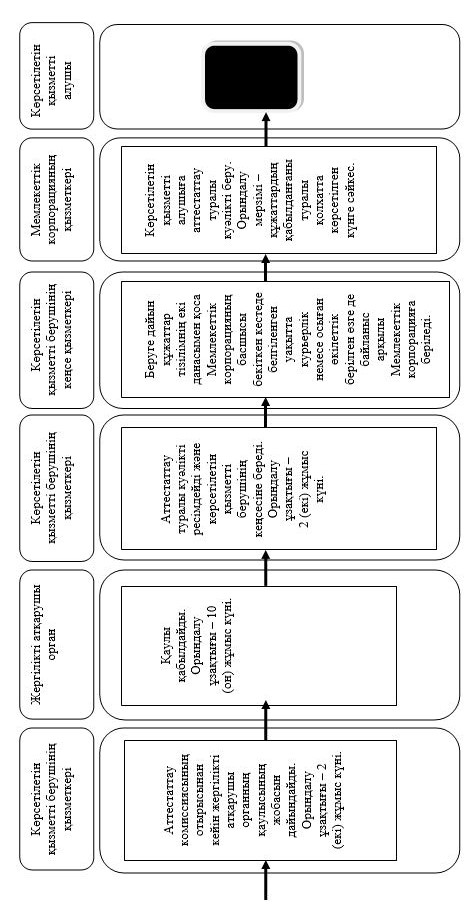 Көрсетілетін
қызметті берушінің
қызметкері
Жергілікті атқарушы
орган
Көрсетілетін
қызметті берушінің
қызметкері
Көрсетілетін
қызметті берушінің
кеңсе қызметкері
Мемлекеттік
корпорацияның
қызметкері
Көрсетілетін
қызметті
алушы
Аттестаттау
комиссиясының
отырысынан
кейін жергілікті
атқарушы
органның
қаулысының
жобасын
дайындайды.
Орындалу
ұзақтығы – 2
(екі) жұмыс күні.
Қаулы
қабылдайды.
Орындалу
ұзақтығы – 10
(он) жұмыс күні.
Аттестаттау
туралы куәлікті
ресімдейді және
көрсетілетін
қызметті
берушінің
кеңсесіне береді.
Орындалу
ұзақтығы –
2 (екі) жұмыс
күні.
Беруге дайын
құжаттар
тізілімнің екі
данасымен қоса
Мемлекеттік
корпорацияның
басшысы
бекіткен кестеде
белгіленген
уақытта
курьерлік
немесе осыған
өкілеттік
берілген өзге де
байланыс
арқылы
Мемлекеттік
корпорацияға
беріледі.
Көрсетілетін
қызметті
алушыға
аттестаттау
туралы
куәлікті беру.
Орындалу
мерзімі –
құжаттардың
қабылданғаны
туралы
қолхатта
көрсетілген
күнге сәйкес.